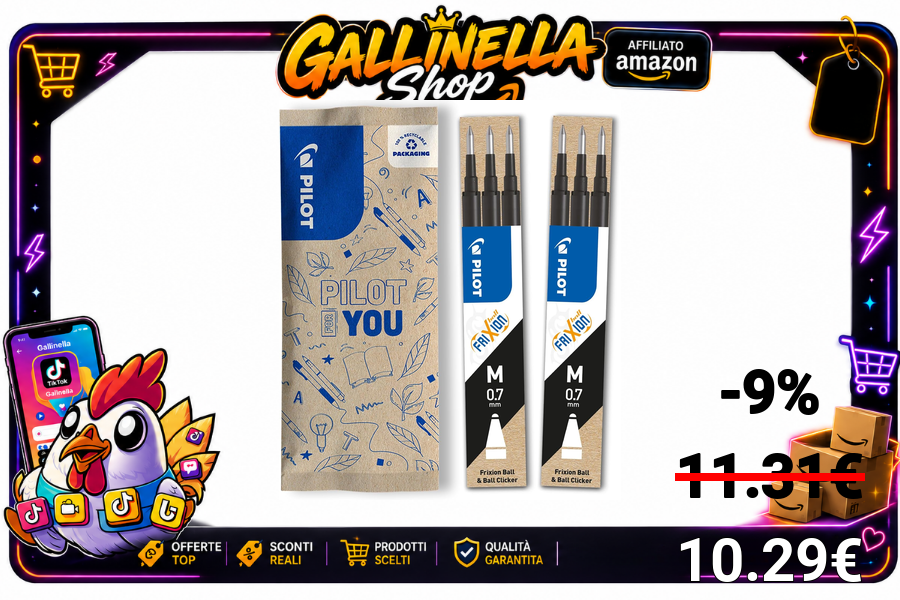 GALLINELLA
Shop
AFFILIATO
amazon
100 % RECYCLABLE
PACKAGING
PILOT
PILOT
FOR
YOU
A
A
PILOT
FRIXION
ball
M
0.7
mm
Frixion Ball
& Ball Clicker
PILOT
FRIXION
ball
M
0.7
mm
Frixion Ball
& Ball Clicker
Gallinella
TikTok
Gallinella
-9%
11.31€
10.29€
OFFERTE
TOP
SCONTI
REALI
PRODOTTI
SCELTI
QUALITÀ
GARANTITA